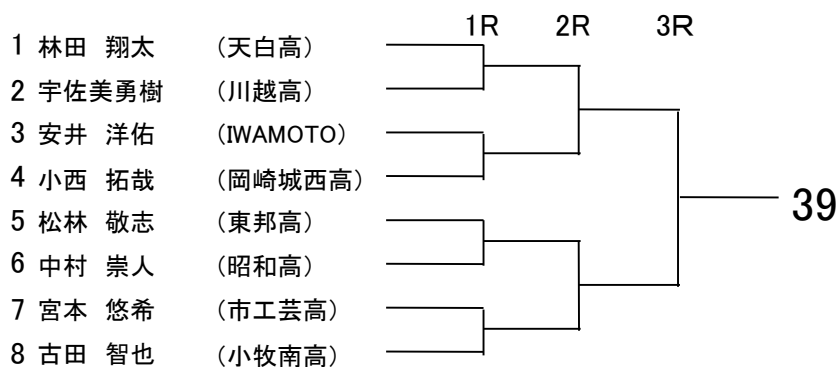 1R 2R 3R
1 林田 翔太 (天白高)
2 宇佐美勇樹 (川越高)
3 安井 洋佑 (IWAMOTO)
4 小西 拓哉 (岡崎城西高)
5 松林 敬志 (東邦高)
6 中村 崇人 (昭和高)
7 宮本 悠希 (市工芸高)
8 古田 智也 (小牧南高)
39